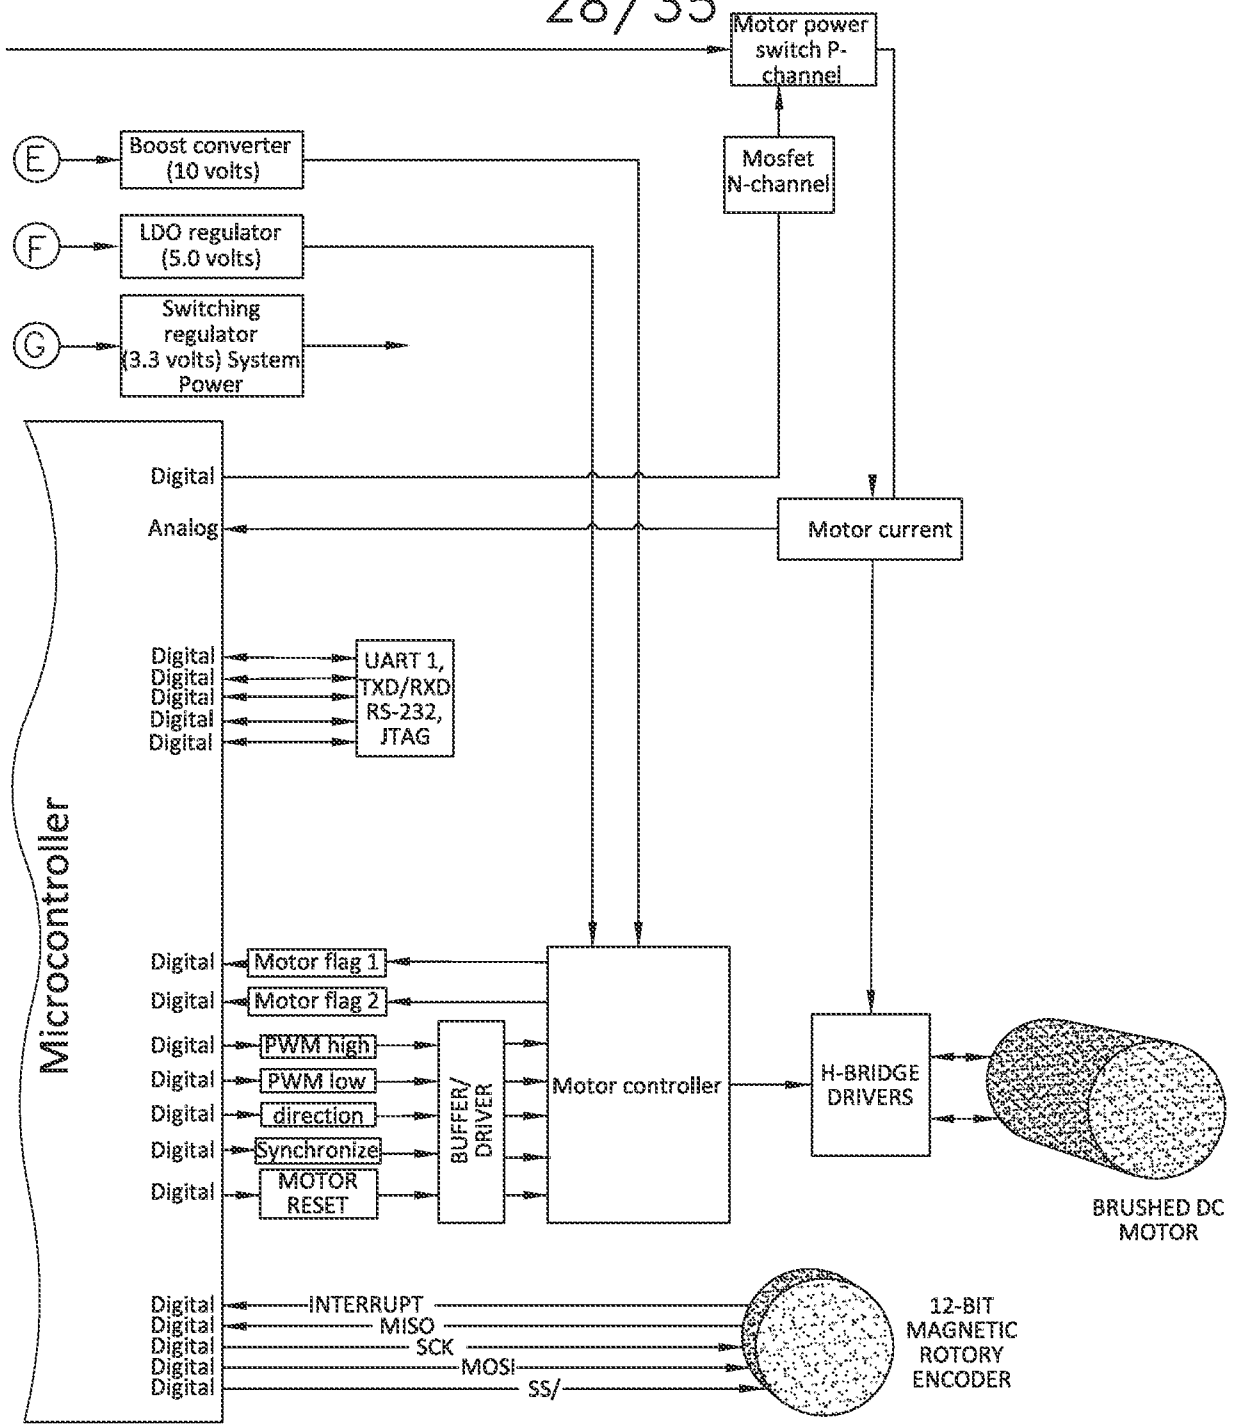 28/35
Motor power
switch P-
channel
E
Boost converter
(10 volts)
Mosfet
N-channel
F
LDO regulator
(5.0 volts)
G
Switching
regulator
(3.3 volts) System
Power
Digital
Analog
Motor current
Digital
Digital
Digital
Digital
Digital
UART 1,
TXD/RXD
RS-232,
JTAG
Microcontroller
Digital
Motor flag 1
Digital
Motor flag 2
Digital
PWM high
Digital
PWM low
Digital
direction
Digital
Synchronize
Digital
MOTOR
RESET
BUFFER/
DRIVER
Motor controller
H-BRIDGE
DRIVERS
BRUSHED DC
MOTOR
Digital
INTERRUPT
Digital
MISO
Digital
SCK
Digital
MOSI
Digital
SS/
12-BIT
MAGNETIC
ROTORY
ENCODER